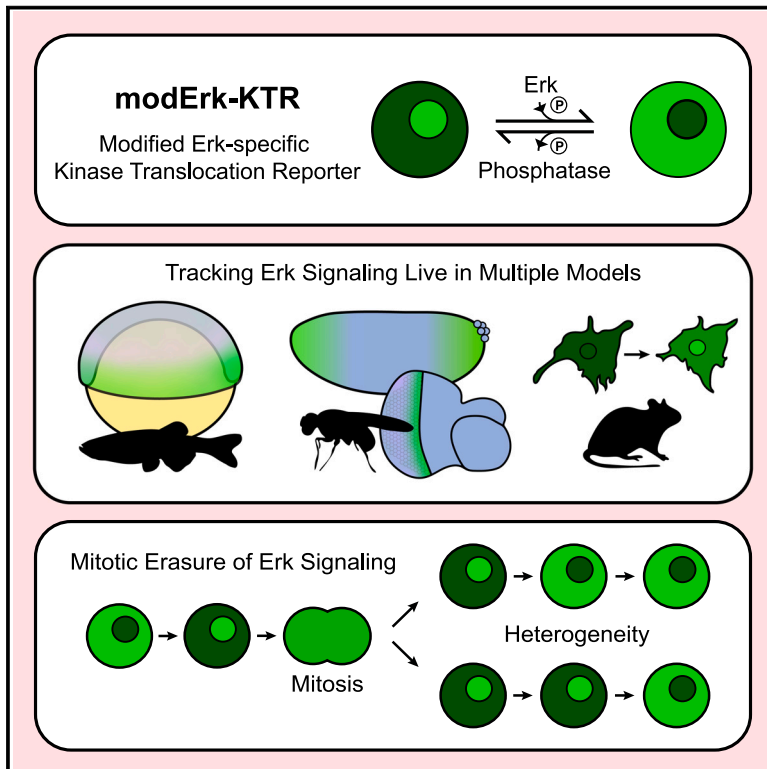 modErk-KTR
Modified Erk-specific
Kinase Translocation Reporter
Erk
P
P
Phosphatase
Tracking Erk Signaling Live in Multiple Models
Mitotic Erasure of Erk Signaling
Mitosis
Heterogeneity